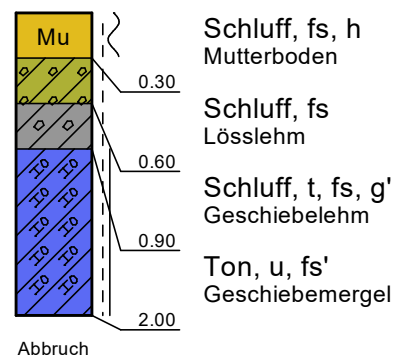 Mu
Schluff, fs, h
Mutterboden
0.30
Schluff, fs
Lösslehm
0.60
Schluff, t, fs, g'
Geschiebelehm
0.90
Ton, u, fs'
Geschiebemergel
2.00
Abbruch